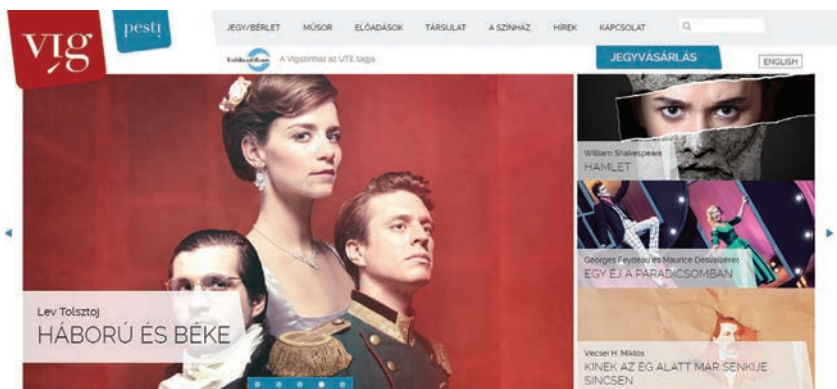 víg
pesti
JEGY/BÉRLET MŰSOR ELŐADÁSOK TÁRSULAT A SZÍNHÁZ HÍREK KAPCSOLAT
A Vígszínház az UTE tagja
JEGYVÁSÁRLÁS
ENGLISH
Lev Tolsztoj
HÁBORÚ ÉS BÉKE
William Shakespeare
HAMLET
Georges Feydeau és Maurice Desvallières
EGY ÉJ A PARADICSOMBAN
Vecsei H. Miklós
KINEK AZ ÉG ALATT MÁR SENKIJE
SINCSEN